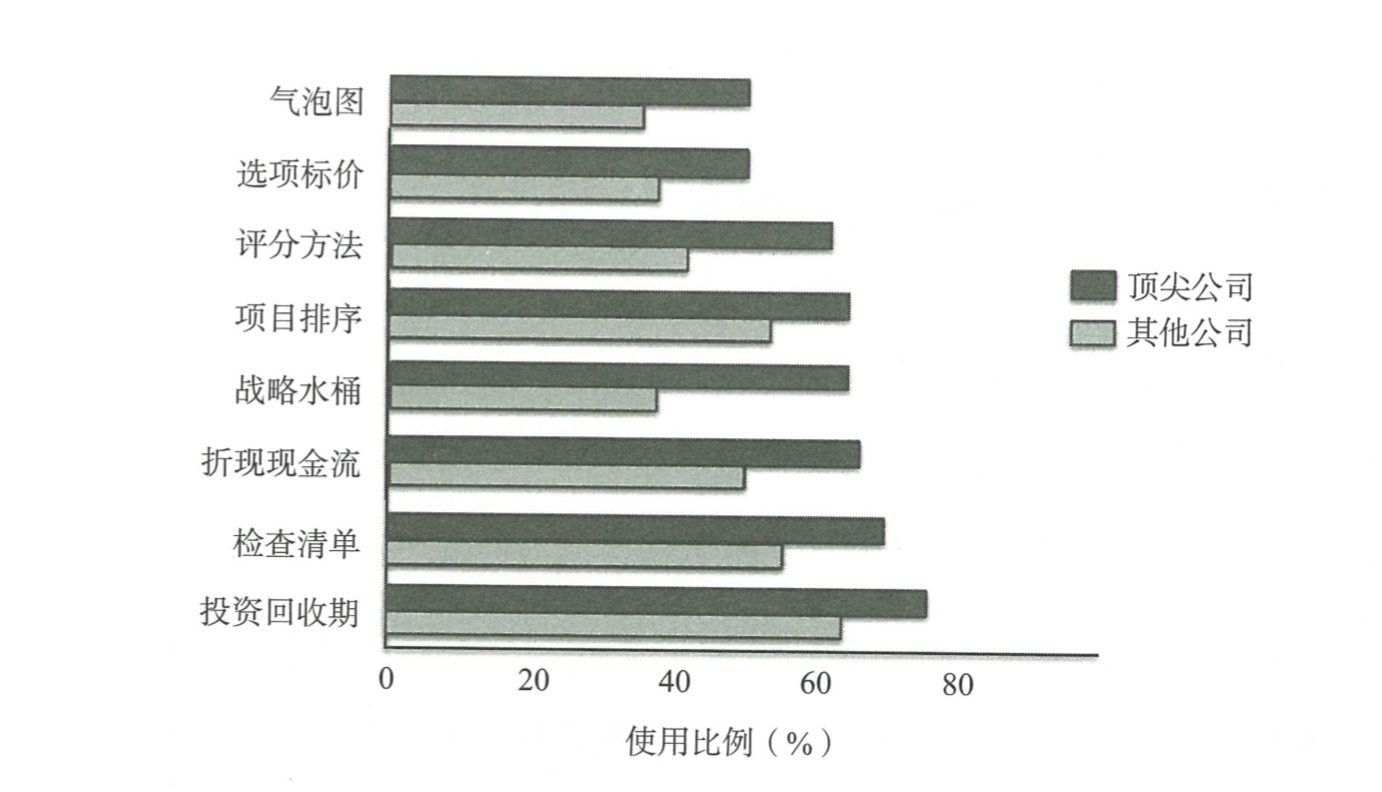 气泡图
选项标价
评分方法
项目排序
战略水桶
折现现金流
检查清单
投资回收期
0 20 40 60 80
使用比例（%）
顶尖公司
其他公司